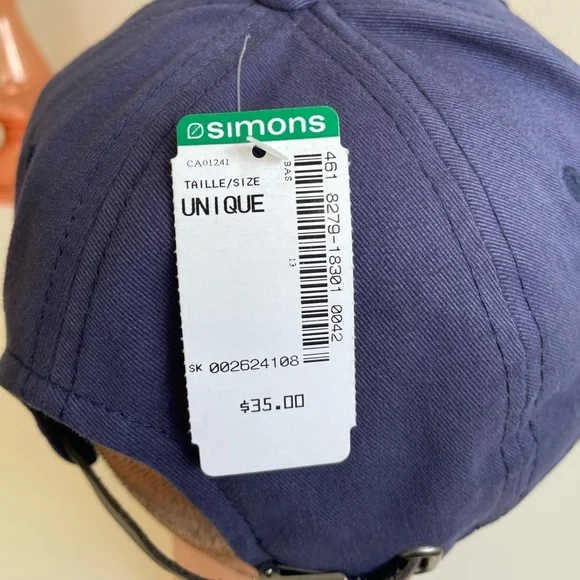 simons
CA01241
TAILLE/SIZE
UNIQUE
BAS
13
461 8279-18301 0042
SK 002624108
$35.00